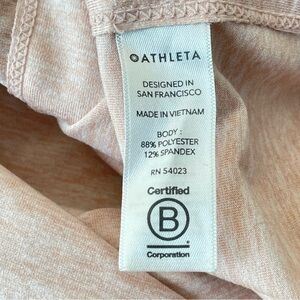 ATHLETA
DESIGNED IN
SAN FRANCISCO
MADE IN VIETNAM
BODY :
88% POLYESTER
12% SPANDEX
RN 54023
Certified
B
Corporation